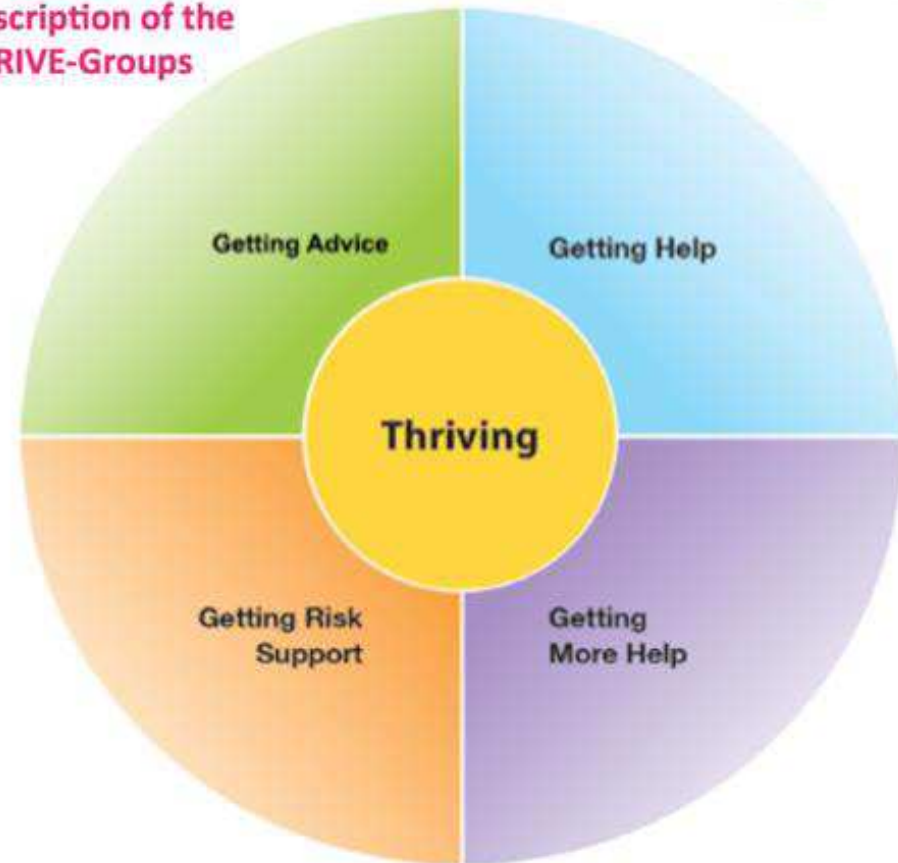 scription of the
RIVE-Groups
Getting Advice
Getting Help
Thriving
Getting Risk
Support
Getting
More Help